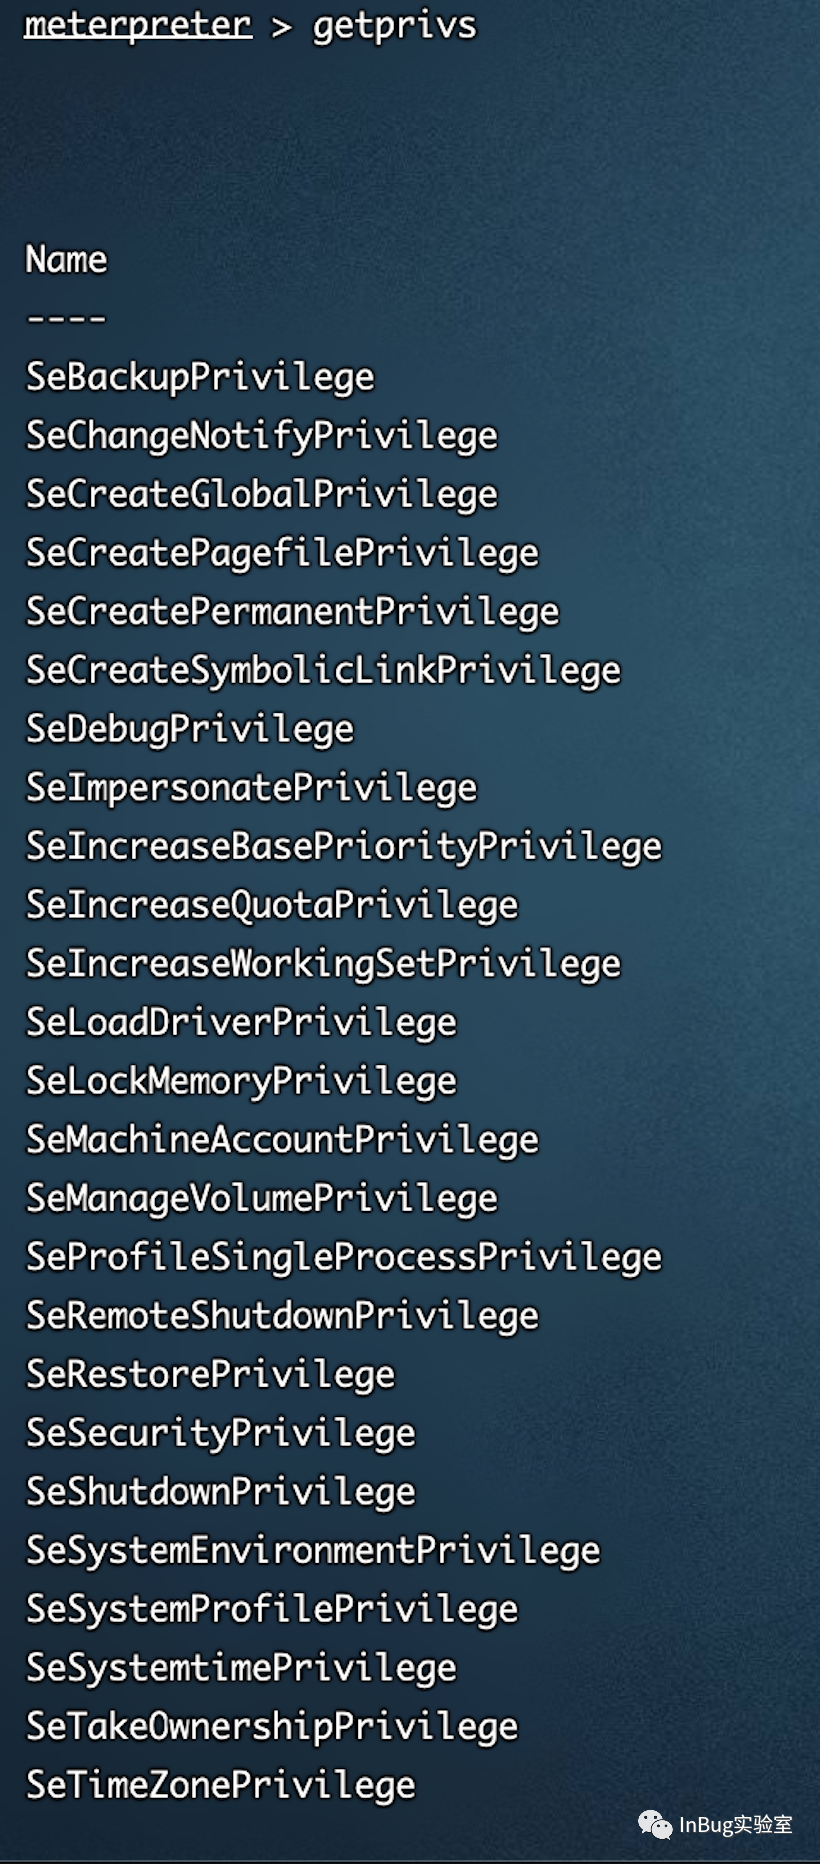 meterpreter > getprivs
Name
----
SeBackupPrivilege
SeChangeNotifyPrivilege
SeCreateGlobalPrivilege
SeCreatePagefilePrivilege
SeCreatePermanentPrivilege
SeCreateSymbolicLinkPrivilege
SeDebugPrivilege
SeImpersonatePrivilege
SeIncreaseBasePriorityPrivilege
SeIncreaseQuotaPrivilege
SeIncreaseWorkingSetPrivilege
SeLoadDriverPrivilege
SeLockMemoryPrivilege
SeMachineAccountPrivilege
SeManageVolumePrivilege
SeProfileSingleProcessPrivilege
SeRemoteShutdownPrivilege
SeRestorePrivilege
SeSecurityPrivilege
SeShutdownPrivilege
SeSystemEnvironmentPrivilege
SeSystemProfilePrivilege
SeSystemtimePrivilege
SeTakeOwnershipPrivilege
SeTimeZonePrivilege
InBug实验室